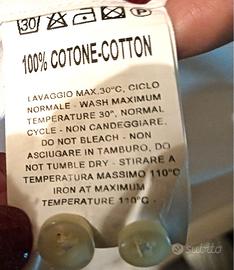 30
P
100% COTONE-COTTON
LAVAGGIO MAX.30°C, CICLO
NORMALE - WASH MAXIMUM
TEMPERATURE 30°, NORMAL
CYCLE - NON CANDEGGIARE,
DO NOT BLEACH - NON
ASCIUGARE IN TAMBURO, DO
NOT TUMBLE DRY - STIRARE A
TEMPERATURA MASSIMO 110°C
IRON AT MAXIMUM
TEMPERATURE 110°C -
subito